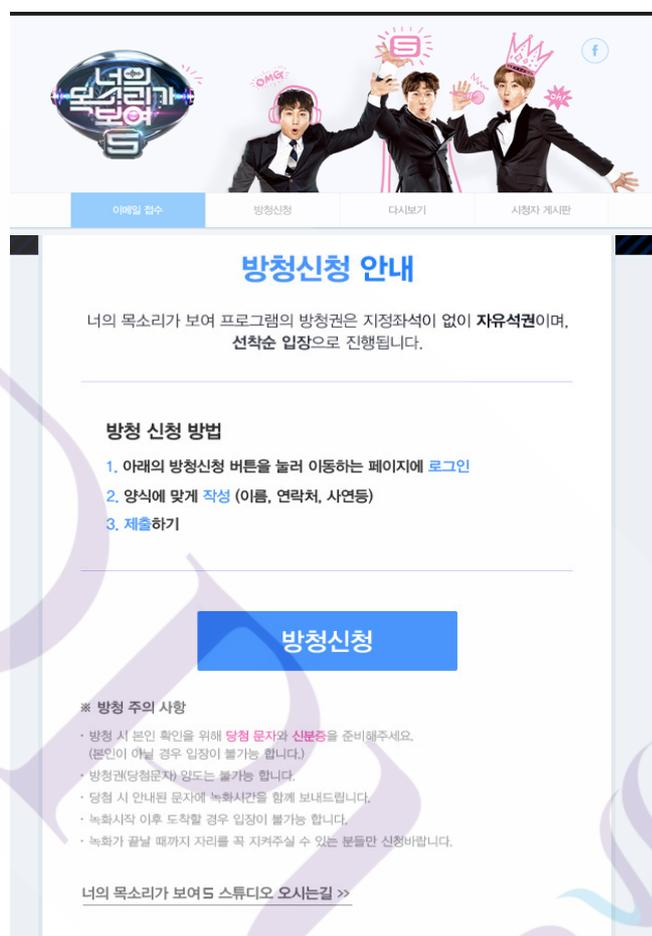 너의
목소리가
보여
5
OMG
5
OH!
f
이메일 접수
방청신청
다시보기
시청자 게시판
방청신청 안내
너의 목소리가 보여 프로그램의 방청권은 지정좌석이 없이 자유석권이며,
선착순 입장으로 진행됩니다.
방청 신청 방법
1. 아래의 방청신청 버튼을 눌러 이동하는 페이지에 로그인
2. 양식에 맞게 작성 (이름, 연락처, 사연등)
3. 제출하기
방청신청
※ 방청 주의 사항
· 방청 시 본인 확인을 위해 당첨 문자와 신분증을 준비해주세요.
(본인이 아닐 경우 입장이 불가능 합니다.)
· 방청권(당첨문자) 양도는 불가능 합니다.
· 당첨 시 안내된 문자에 녹화시간을 함께 보내드립니다.
· 녹화시작 이후 도착할 경우 입장이 불가능 합니다.
· 녹화가 끝날 때까지 자리를 꼭 지켜주실 수 있는 분들만 신청바랍니다.
너의 목소리가 보여5 스튜디오 오시는길 >>